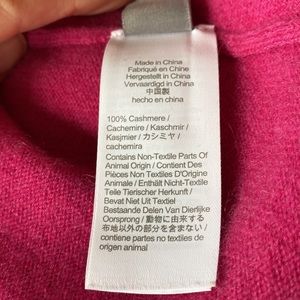 Made in China
Fabriqué en Chine
Hergestellt in China
Vervaardigd in China
中国製
hecho en china
100% Cashmere /
Cachemire / Kaschmir /
Kasjmier / カシミヤ /
cachemira
Contains Non-Textile Parts Of
Animal Origin / Contient Des
Pièces Non Textiles D'Origine
Animale / Enthält Nicht-Textile
Teile Tierischer Herkunft /
Bevat Niet Uit Textiel
Bestaande Delen Van Dierlijke
Oorsprong / 動物に由来する
布地以外の部分を含まない /
contiene partes no textiles de
origen animal